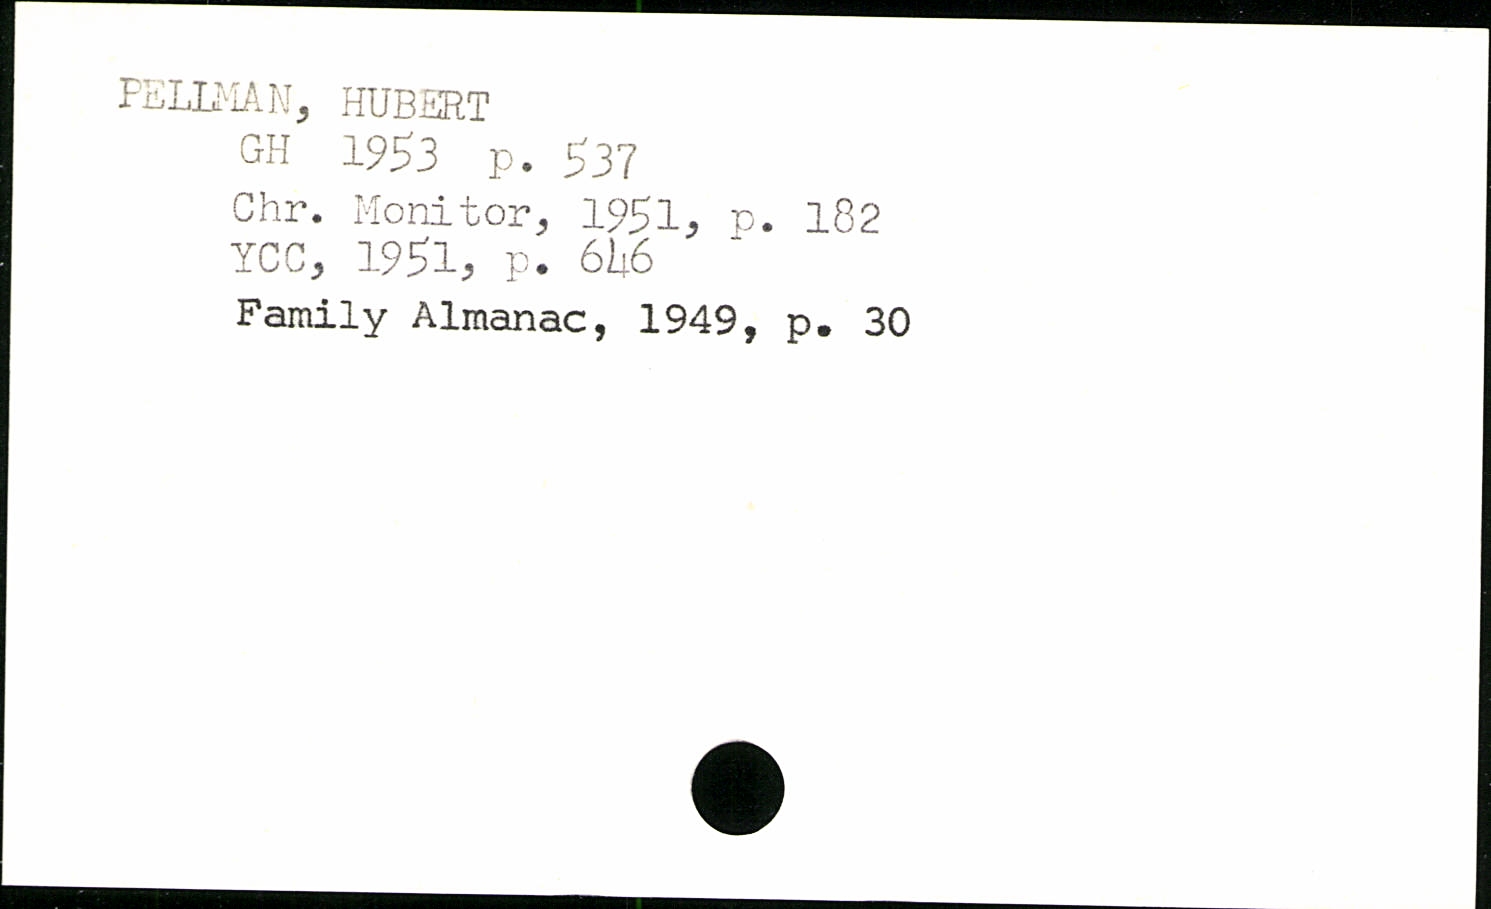 PELLMAN, HUBERT
GH 1953 p. 537
Chr. Monitor, 1951, p. 182
YCC, 1951, p. 646
Family Almanac, 1949, p. 30